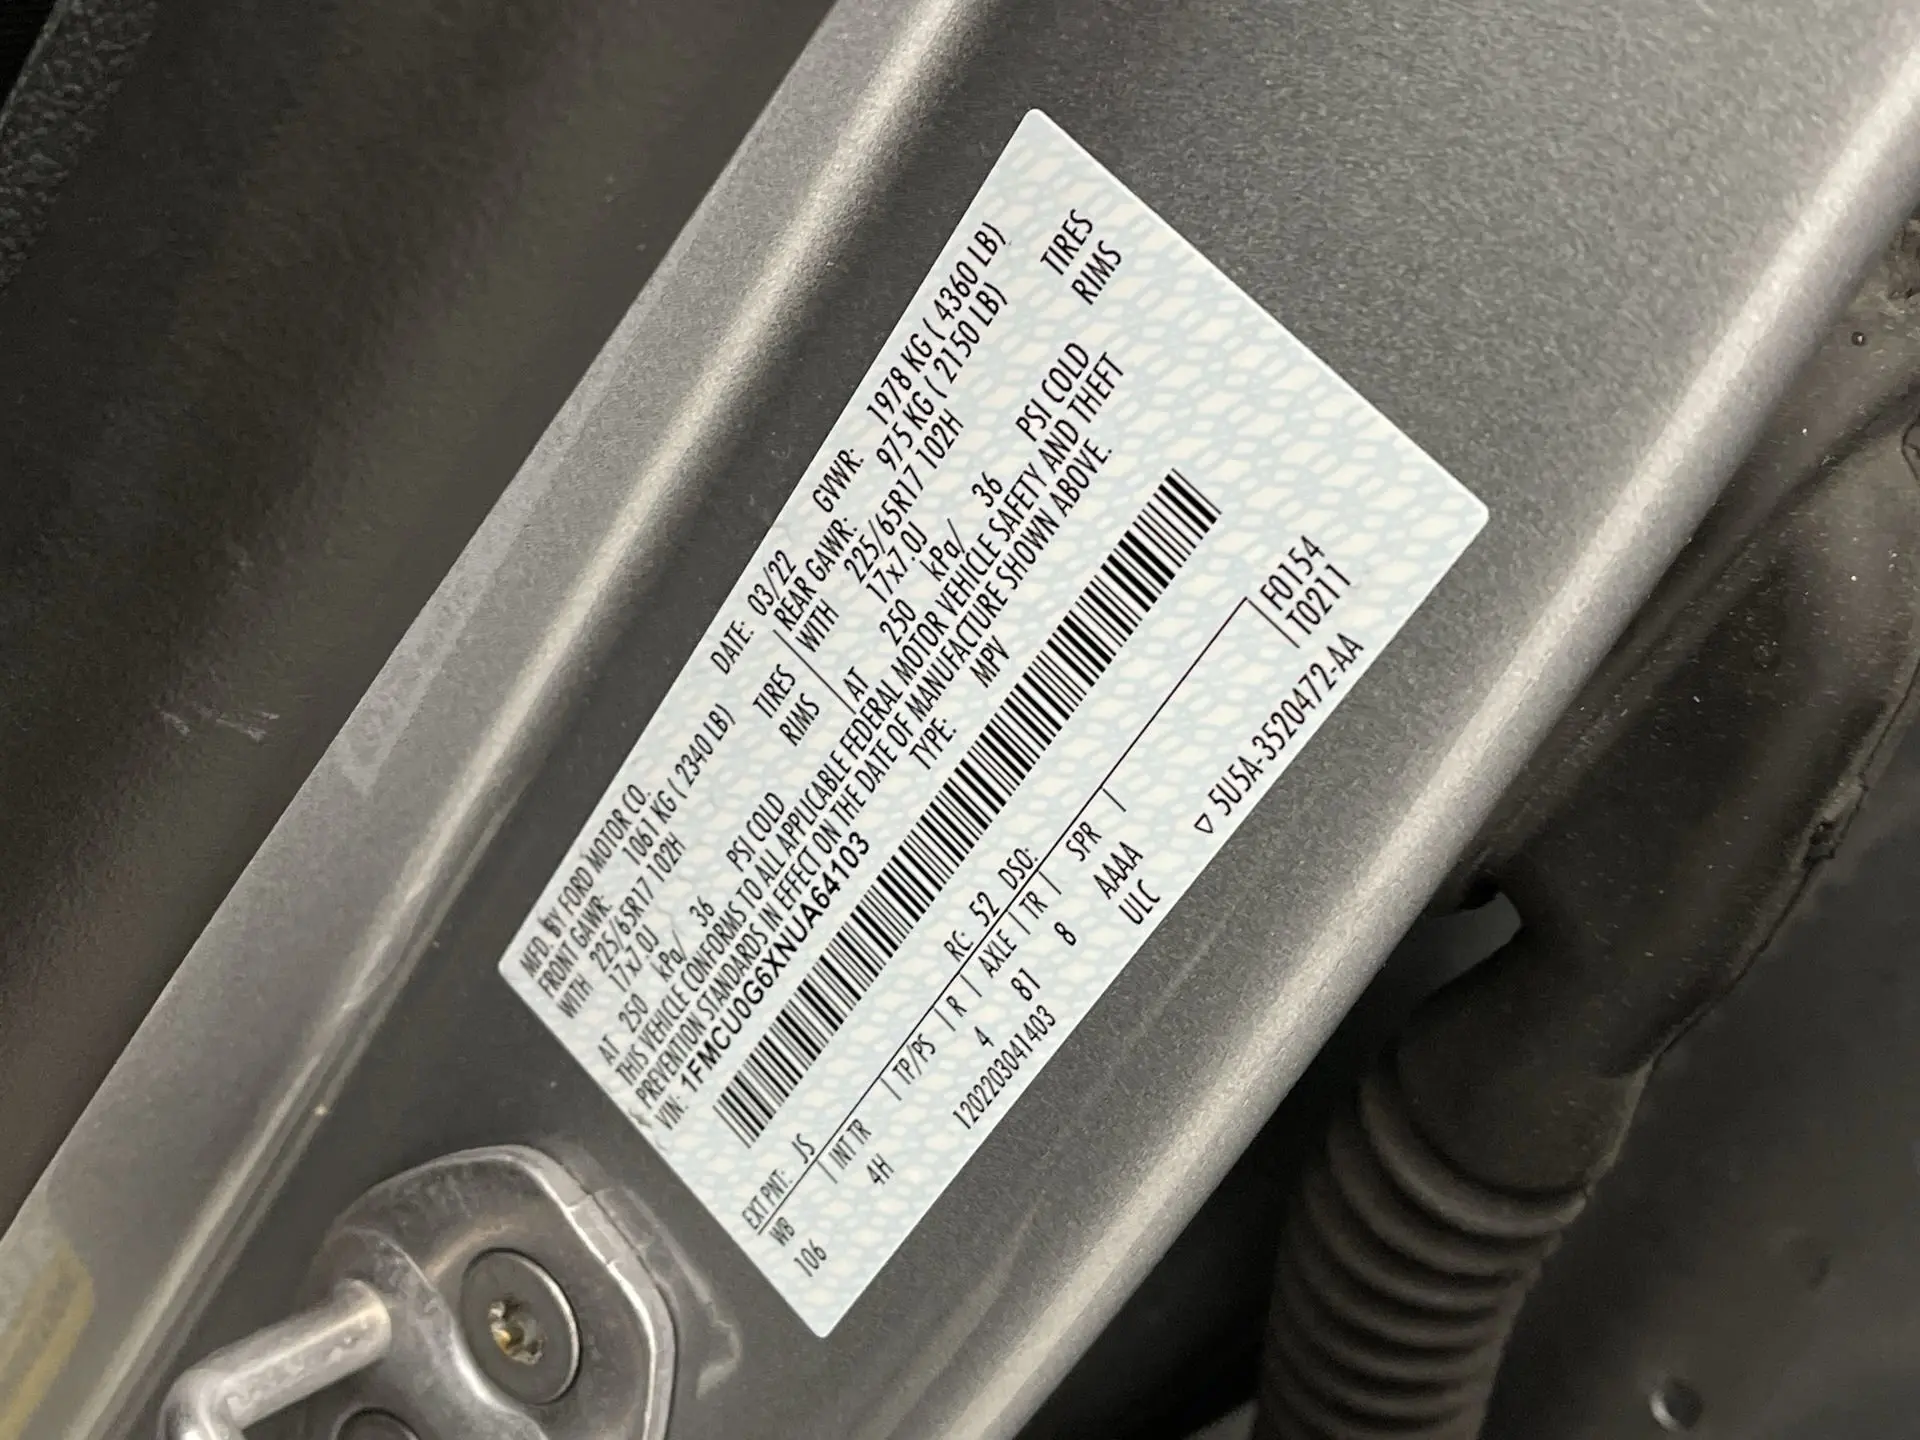 MFD. BY FORD MOTOR CO.
DATE: 03/22 GVWR: 1978 KG ( 4360 LB)
FRONT GAWR: 1061 KG ( 2340 LB) REAR GAWR: 975 KG ( 2150 LB)
WITH 225/65R17 102H TIRES WITH 225/65R17 102H TIRES
17x7.0J RIMS 17x7.0J RIMS
AT 250 kPa/ 36 PSI COLD AT 250 kPa/ 36 PSI COLD
THIS VEHICLE CONFORMS TO ALL APPLICABLE FEDERAL MOTOR VEHICLE SAFETY AND THEFT
PREVENTION STANDARDS IN EFFECT ON THE DATE OF MANUFACTURE SHOWN ABOVE.
VIN: 1FMCU0G6XNUA64103 TYPE: MPV
EXT PNT: JS RC: 52 DSO: F0154
WB INT TR TP/PS R AXLE TR SPR T0211
106 4H 4 81 8 AAAA
ULC
1202203041403 ▽ 5U5A-3520472-AA